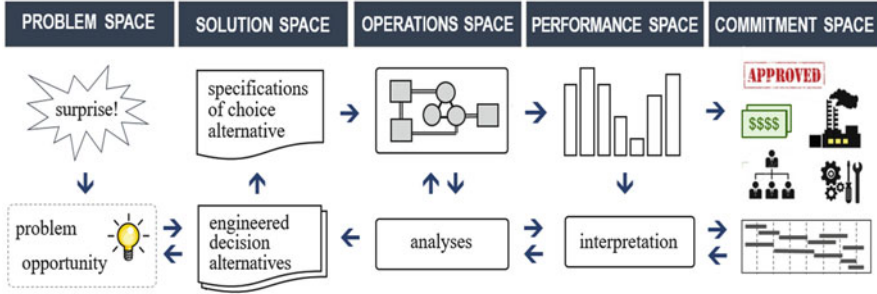 PROBLEM SPACE
SOLUTION SPACE
OPERATIONS SPACE
PERFORMANCE SPACE
COMMITMENT SPACE
surprise!
specifications
of choice
alternative
APPROVED
$$$$
problem
opportunity
engineered
decision
alternatives
analyses
interpretation